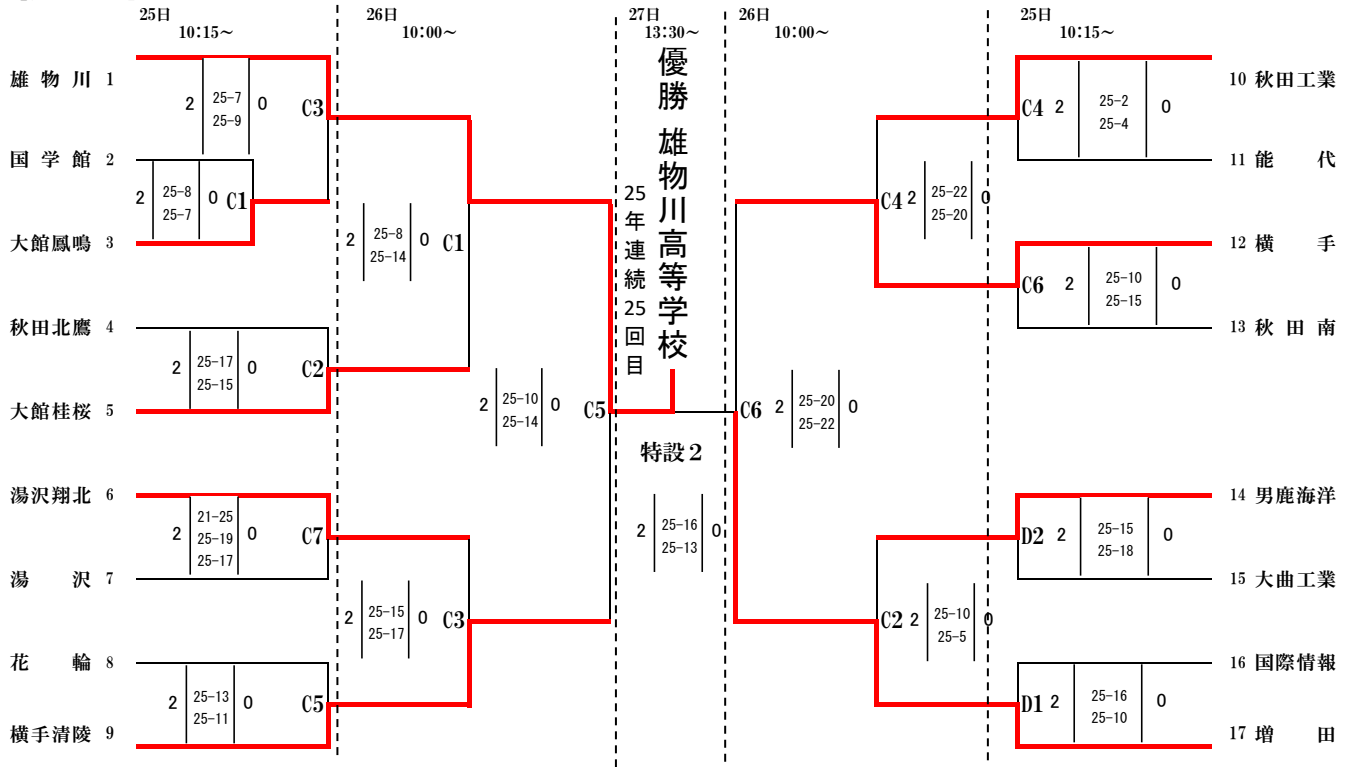 25日
10:15~
26日
10:00~
27日
13:30~
26日
10:00~
25日
10:15~
優勝 雄物川高等学校
25年連続25回目
雄物川 1
国学館 2
大館鳳鳴 3
秋田北鷹 4
大館桂桜 5
湯沢翔北 6
湯沢 7
花輪 8
横手清陵 9
2 25-7 0 C3
25-9
2 25-8 0 C1
25-7
2 25-17 0 C2
25-15
2 21-25 0 C7
25-19
25-17
2 25-13 0 C5
25-11
2 25-8 0 C1
25-14
2 25-15 0 C3
25-17
2 25-10 0 C5
25-14
特設2
2 25-16 0
25-13
C6 2 25-20 0
25-22
C4 2 25-22 0
25-20
C2 2 25-10 0
25-5
C4 2 25-2 0
25-4
C6 2 25-10 0
25-15
D2 2 25-15 0
25-18
D1 2 25-16 0
25-10
10 秋田工業
11 能代
12 横手
13 秋田南
14 男鹿海洋
15 大曲工業
16 国際情報
17 増田